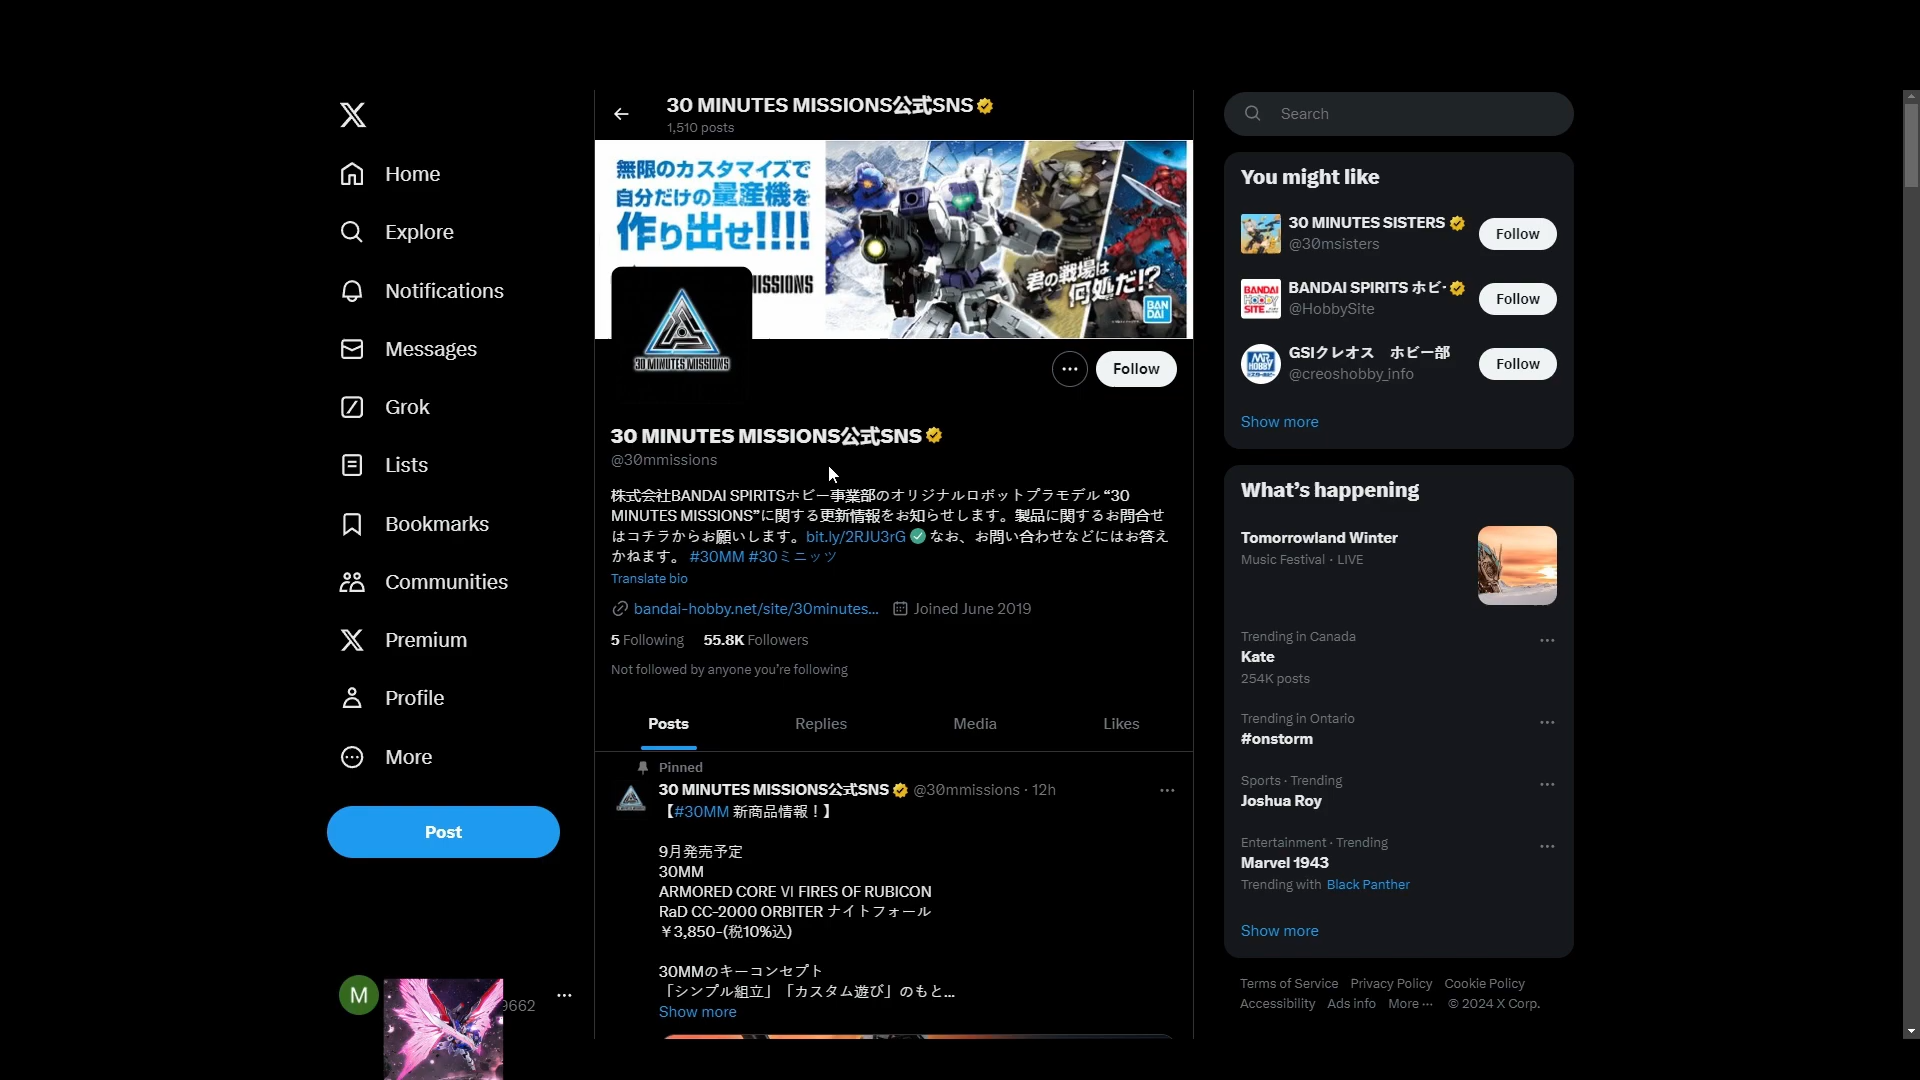 Home
Explore
Notifications
Messages
Grok
Lists
Bookmarks
Communities
Premium
Profile
More
Post
M
9662
30 MINUTES MISSIONS公式SNS
1,510 posts
無限のカスタマイズで
自分だけの量産機を
作り出せ!!!!
MISSIONS
君の戦場は
何処だ!?
BAN
DAI
30 MINUTES MISSIONS
Follow
30 MINUTES MISSIONS公式SNS
@30mmissions
株式会社BANDAI SPIRITSホビー事業部のオリジナルロボットプラモデル “30
MINUTES MISSIONS”に関する更新情報をお知らせします。製品に関するお問合せ
はコチラからお願いします。bit.ly/2RJU3rG なお、お問い合わせなどにはお答え
かねます。 #30MM #30ミニッツ
Translate bio
bandai-hobby.net/site/30minutes… Joined June 2019
5 Following 55.8K Followers
Not followed by anyone you’re following
Posts Replies Media Likes
Pinned
30 MINUTES MISSIONS公式SNS @30mmissions · 12h
【#30MM 新商品情報！】
9月発売予定
30MM
ARMORED CORE Ⅵ FIRES OF RUBICON
RaD CC-2000 ORBITER ナイトフォール
￥3,850-(税10%込)
30MMのキーコンセプト
「シンプル組立」「カスタム遊び」のもと…
Show more
Search
You might like
30 MINUTES SISTERS
@30msisters
Follow
BANDAI
HOBBY
SITE
BANDAI SPIRITS ホビ-
@HobbySite
Follow
MR.
HOBBY
GSIクレオス ホビー部
@creoshobby_info
Follow
Show more
What’s happening
Tomorrowland Winter
Music Festival · LIVE
Trending in Canada
Kate
254K posts
Trending in Ontario
#onstorm
Sports · Trending
Joshua Roy
Entertainment · Trending
Marvel 1943
Trending with Black Panther
Show more
Terms of Service Privacy Policy Cookie Policy
Accessibility Ads info More ··· © 2024 X Corp.